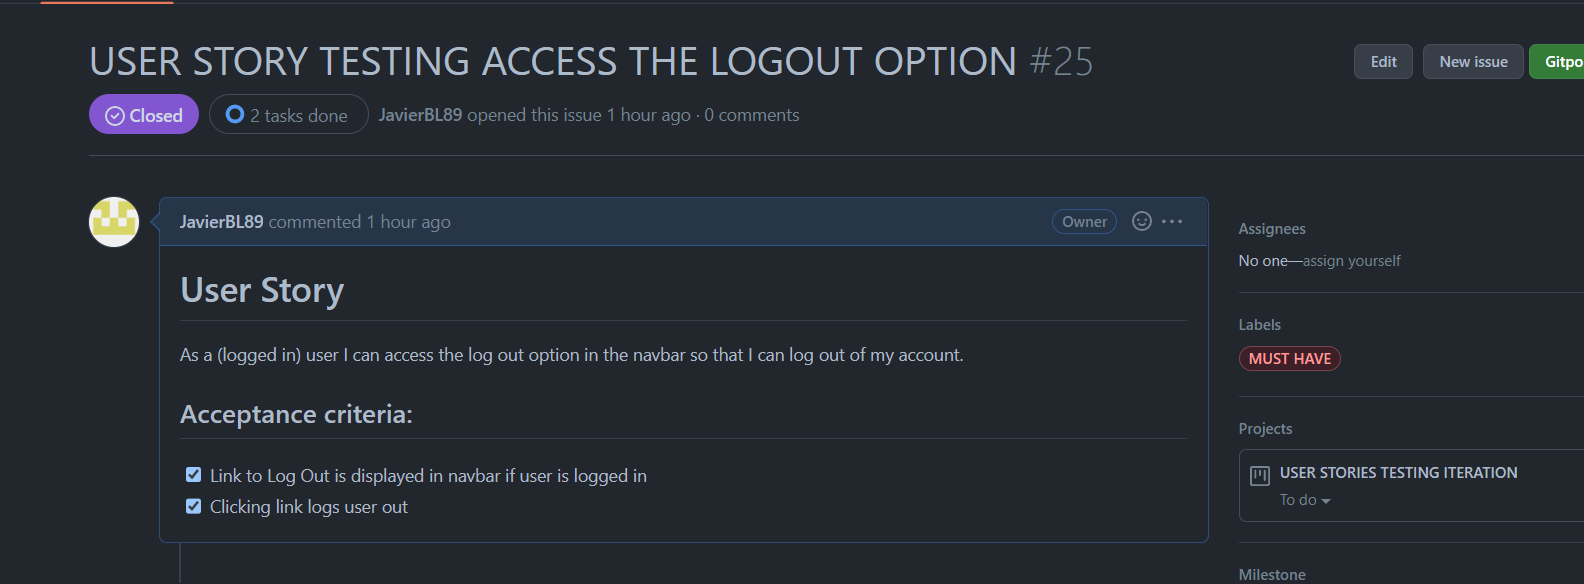 USER STORY TESTING ACCESS THE LOGOUT OPTION #25
Edit
New issue
Gitpo
Closed
2 tasks done
JavierBL89 opened this issue 1 hour ago · 0 comments
JavierBL89 commented 1 hour ago
Owner
User Story
As a (logged in) user I can access the log out option in the navbar so that I can log out of my account.
Acceptance criteria:
Link to Log Out is displayed in navbar if user is logged in
Clicking link logs user out
Assignees
No one—assign yourself
Labels
MUST HAVE
Projects
USER STORIES TESTING ITERATION
To do
Milestone